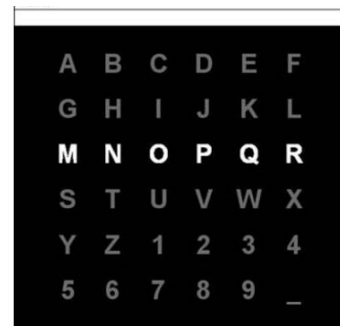 A B C D E F
G H I J K L
M N O P Q R
S T U V W X
Y Z 1 2 3 4
5 6 7 8 9 _